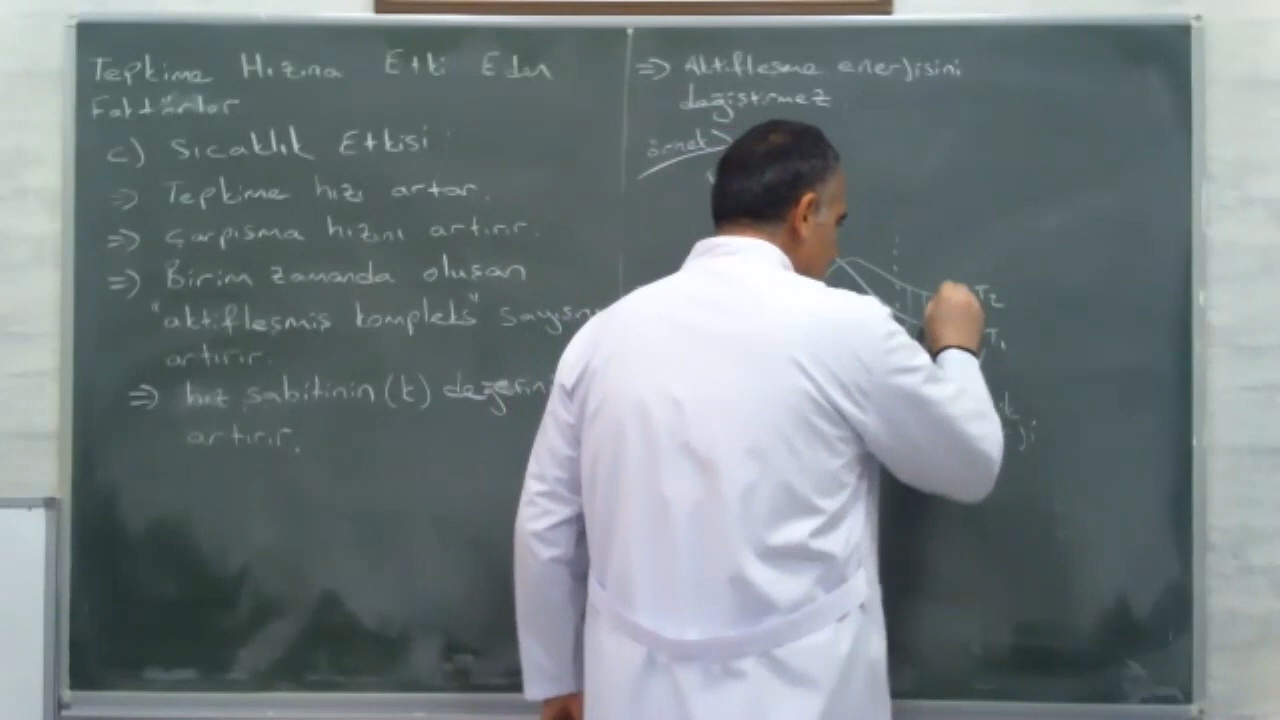 Tepkime Hızına Etki Eden
Faktörler
c) Sıcaklık Etkisi
=> Tepkime hızı artar.
=> Çarpışma hızını artırır.
=> Birim zamanda oluşan
"aktifleşmiş kompleks" sayısını
artırır.
=> hız sabitinin (k) değerini
artırır.
=> Aktifleşme enerjisini
değiştirmez
örnek
T2
T1